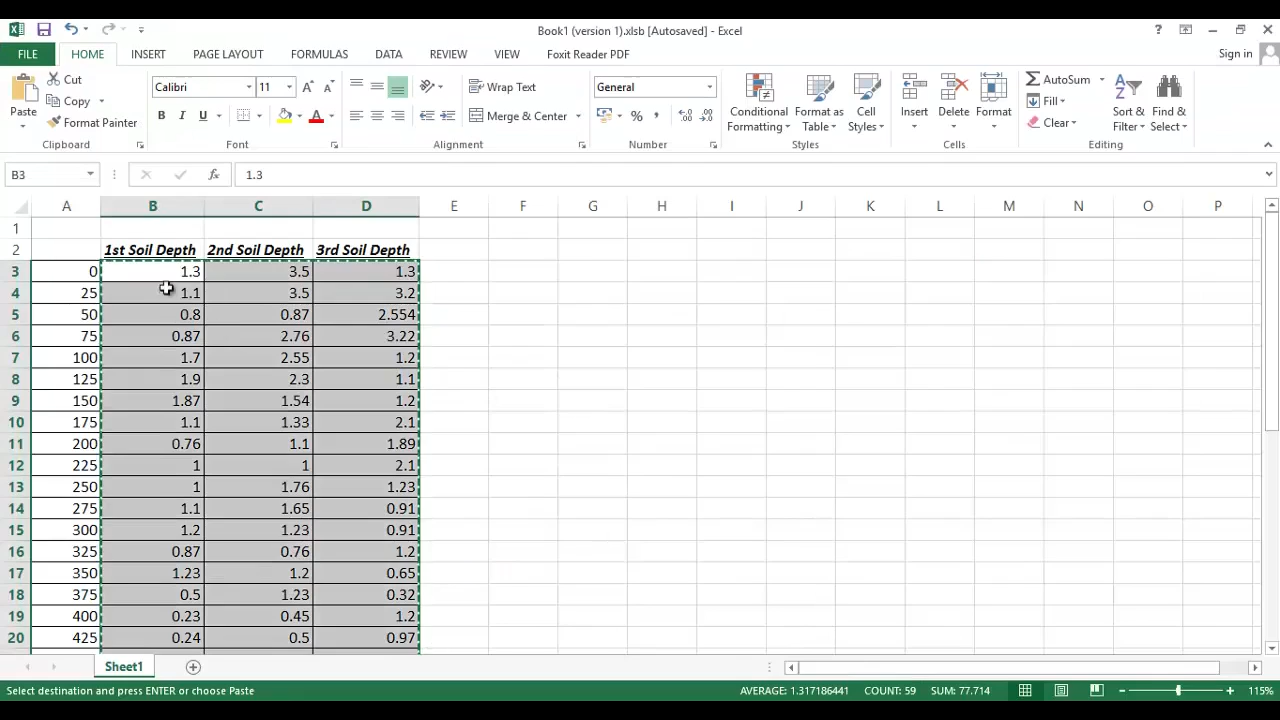 Book1 (version 1).xlsb [Autosaved] - Excel
FILE HOME INSERT PAGE LAYOUT FORMULAS DATA REVIEW VIEW Foxit Reader PDF Sign in
Paste
Cut
Copy
Format Painter
Clipboard
Calibri 11
B I U A
Font
Wrap Text
Merge & Center
Alignment
General
%
Number
Conditional Formatting
Format as Table
Cell Styles
Styles
Insert
Delete
Format
Cells
AutoSum
Fill
Clear
Sort & Filter
Find & Select
Editing
B3 fx 1.3
A B C D E F G H I J K L M N O P
1
2 1st Soil Depth 2nd Soil Depth 3rd Soil Depth
3 0 1.3 3.5 1.3
4 25 1.1 3.5 3.2
5 50 0.8 0.87 2.554
6 75 0.87 2.76 3.22
7 100 1.7 2.55 1.2
8 125 1.9 2.3 1.1
9 150 1.87 1.54 1.2
10 175 1.1 1.33 2.1
11 200 0.76 1.1 1.89
12 225 1 1 2.1
13 250 1 1.76 1.23
14 275 1.1 1.65 0.91
15 300 1.2 1.23 0.91
16 325 0.87 0.76 1.2
17 350 1.23 1.2 0.65
18 375 0.5 1.23 0.32
19 400 0.23 0.45 1.2
20 425 0.24 0.5 0.97
Sheet1
Select destination and press ENTER or choose Paste AVERAGE: 1.317186441 COUNT: 59 SUM: 77.714 115%